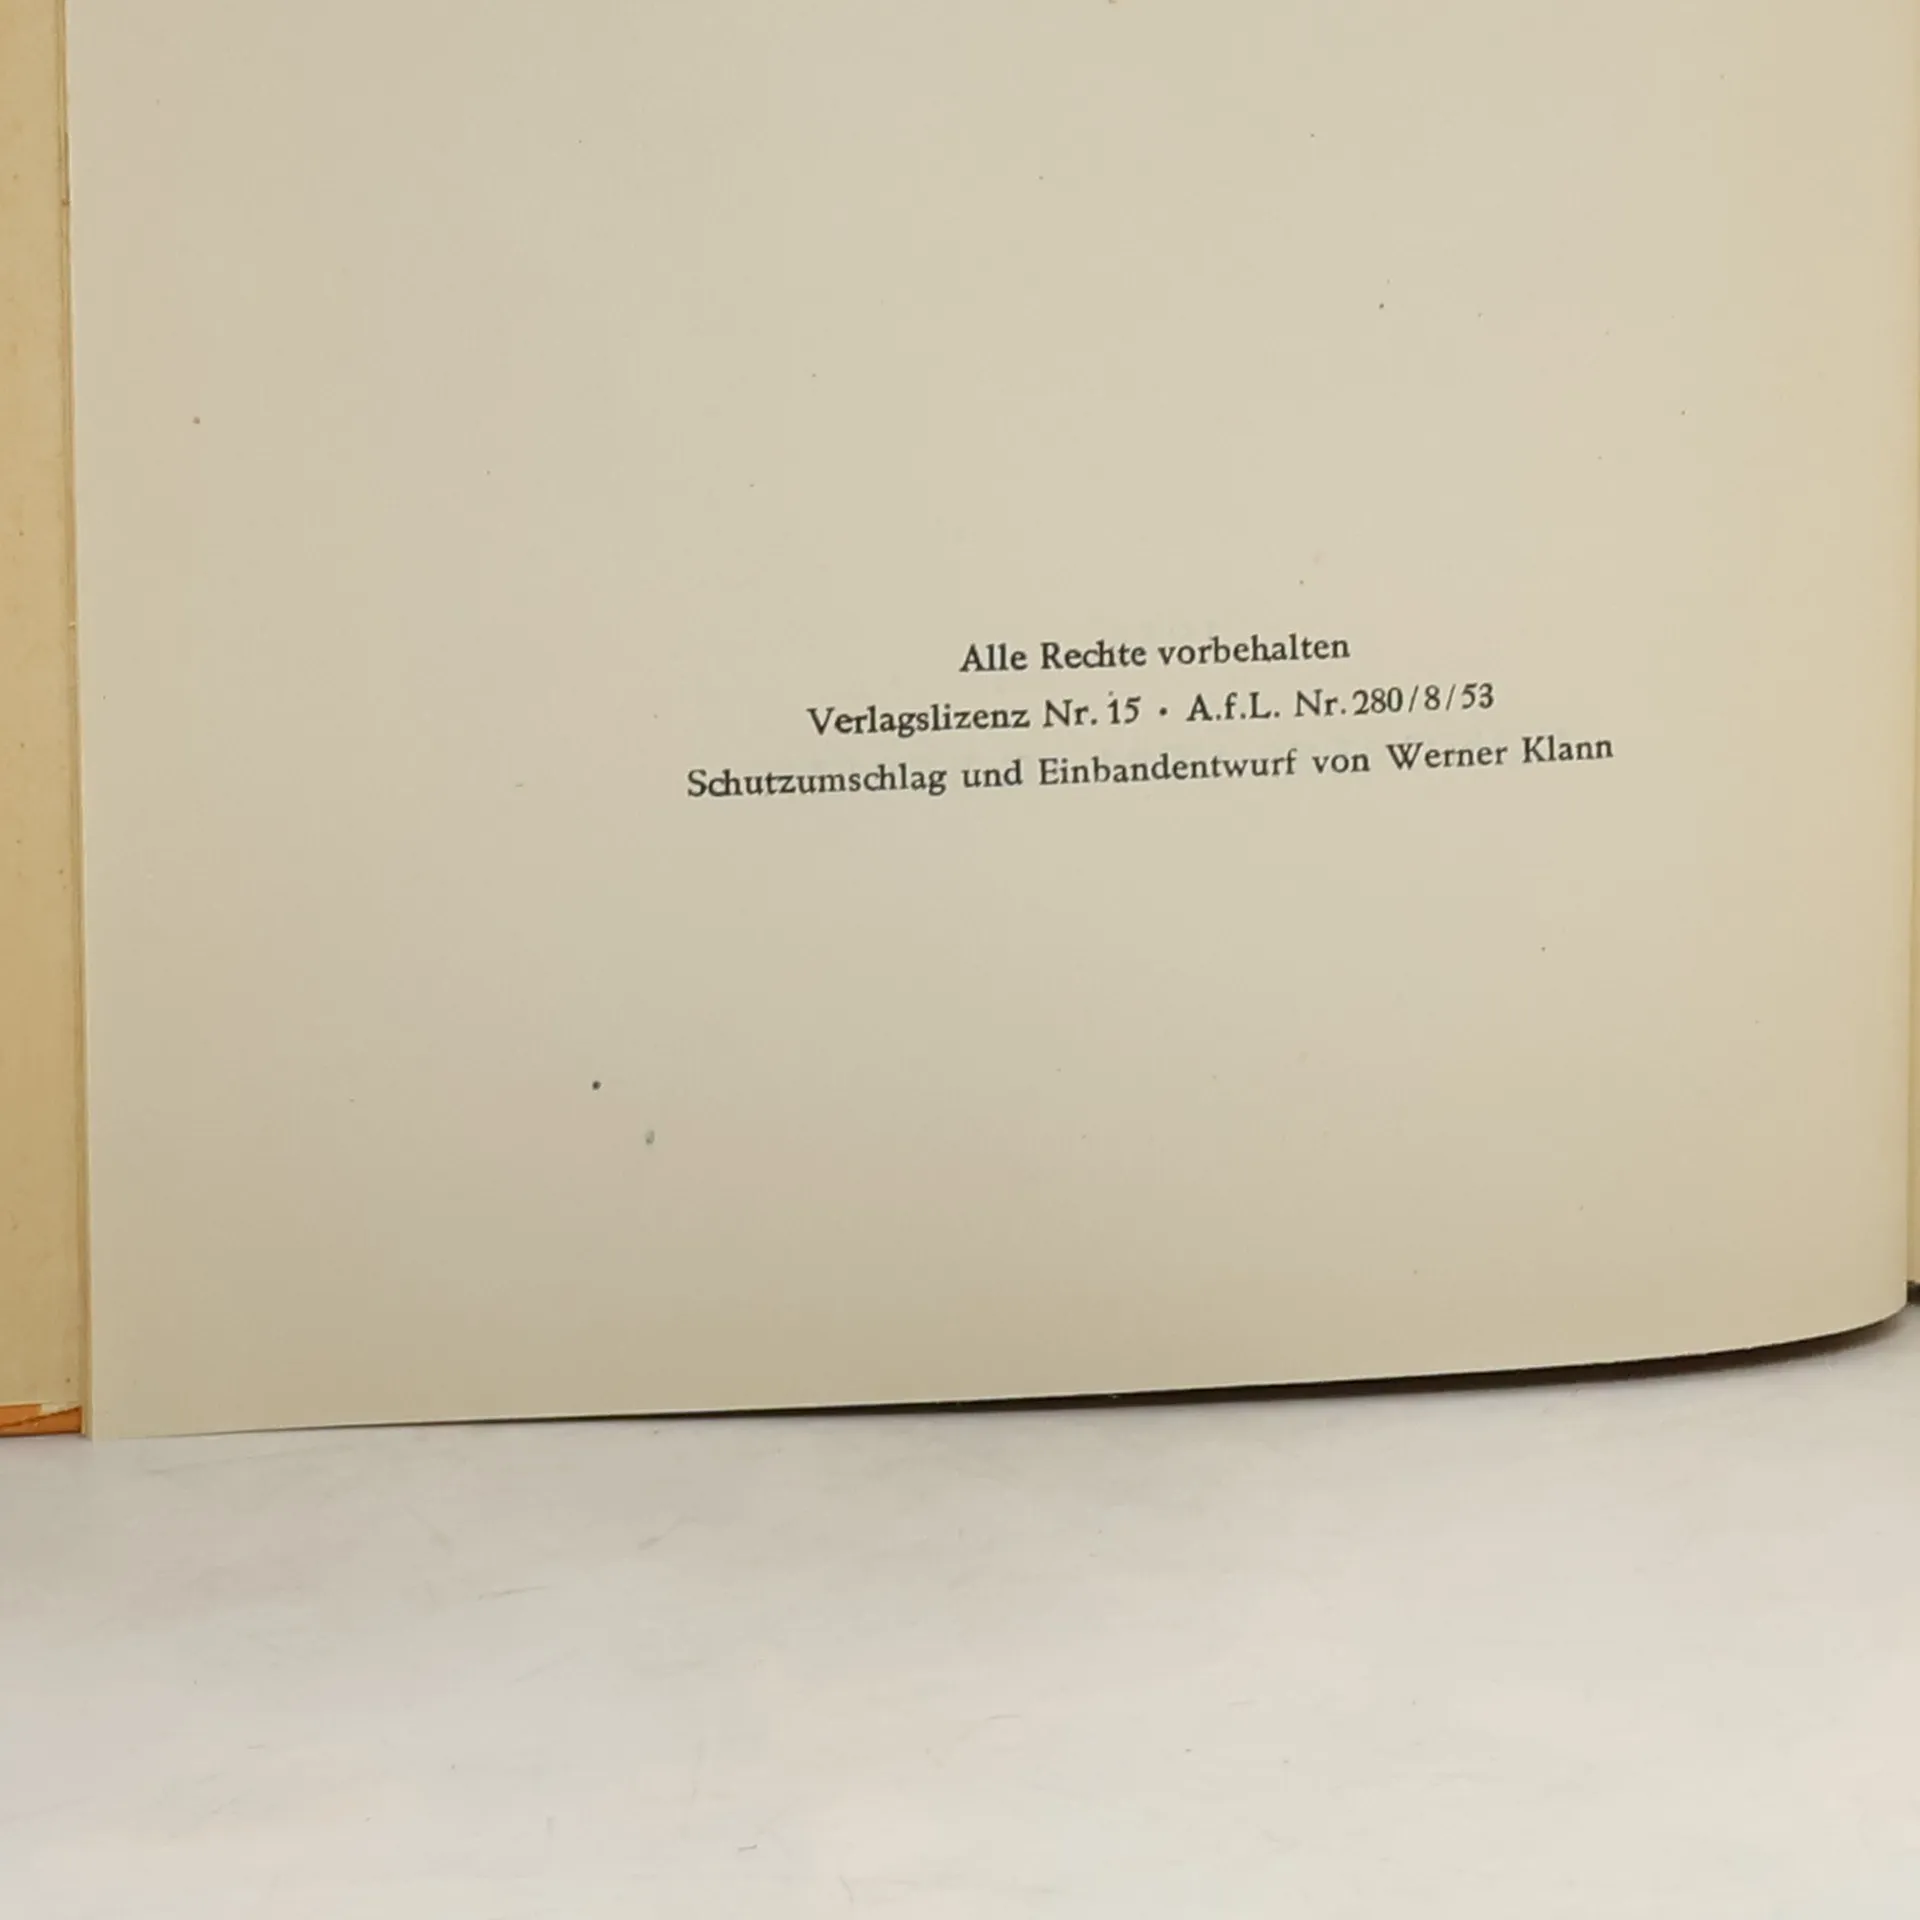 Alle Rechte vorbehalten
Verlagslizenz Nr. 15 · A.f.L. Nr. 280/8/53
Schutzumschlag und Einbandentwurf von Werner Klann